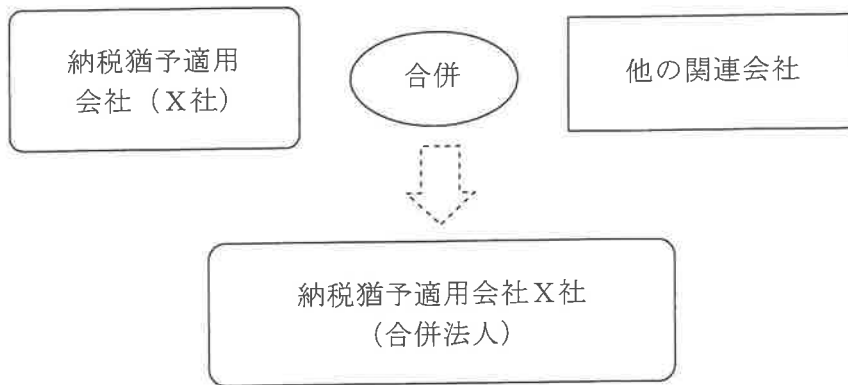 納税猶予適用
会社（Ｘ社）
合併
他の関連会社
納税猶予適用会社Ｘ社
（合併法人）